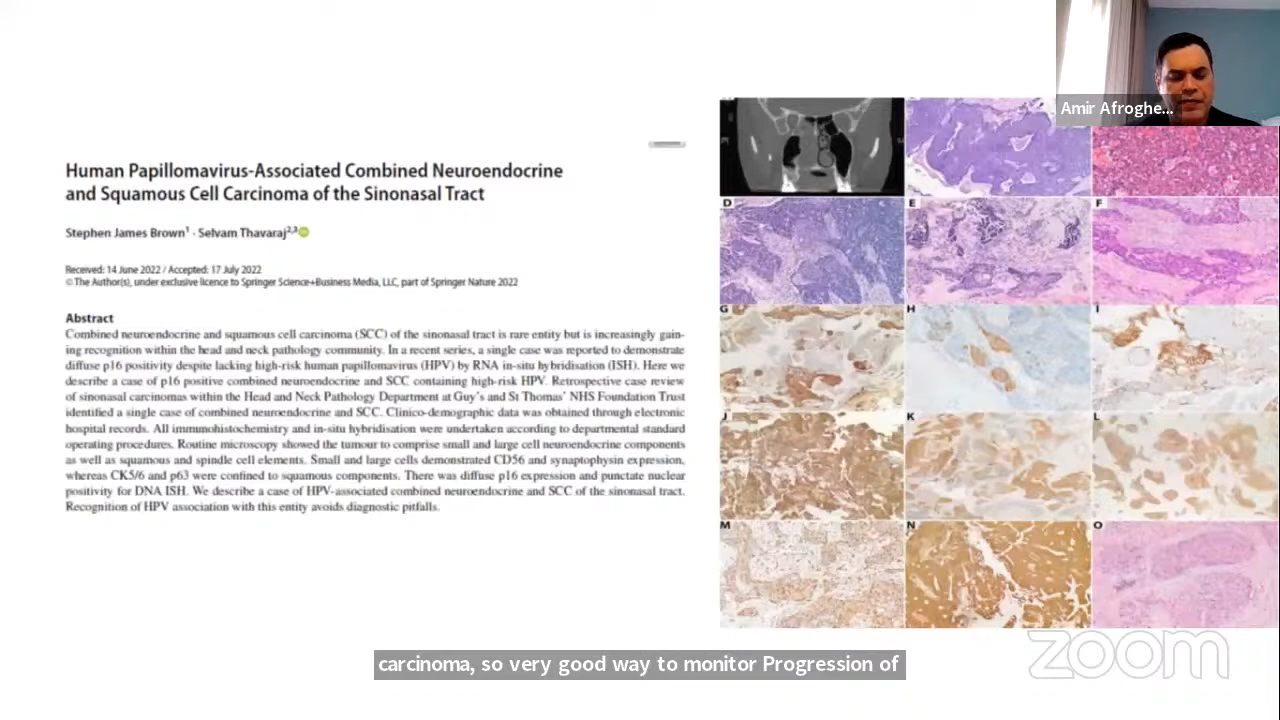 Amir Afroghe...
Human Papillomavirus-Associated Combined Neuroendocrine
and Squamous Cell Carcinoma of the Sinonasal Tract
Stephen James Brown¹ · Selvam Thavaraj²,³
Received: 14 June 2022 / Accepted: 17 July 2022
© The Author(s), under exclusive licence to Springer Science+Business Media, LLC, part of Springer Nature 2022
Abstract
Combined neuroendocrine and squamous cell carcinoma (SCC) of the sinonasal tract is rare entity but is increasingly gain-
ing recognition within the head and neck pathology community. In a recent series, a single case was reported to demonstrate
diffuse p16 positivity despite lacking high-risk human papillomavirus (HPV) by RNA in-situ hybridisation (ISH). Here we
describe a case of p16 positive combined neuroendocrine and SCC containing high-risk HPV. Retrospective case review
of sinonasal carcinomas within the Head and Neck Pathology Department at Guy's and St Thomas' NHS Foundation Trust
identified a single case of combined neuroendocrine and SCC. Clinico-demographic data was obtained through electronic
hospital records. All immunohistochemistry and in-situ hybridisation were undertaken according to departmental standard
operating procedures. Routine microscopy showed the tumour to comprise small and large cell neuroendocrine components
as well as squamous and spindle cell elements. Small and large cells demonstrated CD56 and synaptophysin expression,
whereas CK5/6 and p63 were confined to squamous components. There was diffuse p16 expression and punctate nuclear
positivity for DNA ISH. We describe a case of HPV-associated combined neuroendocrine and SCC of the sinonasal tract.
Recognition of HPV association with this entity avoids diagnostic pitfalls.
D
E
F
G
H
I
J
K
L
M
N
O
zoom
carcinoma, so very good way to monitor Progression of